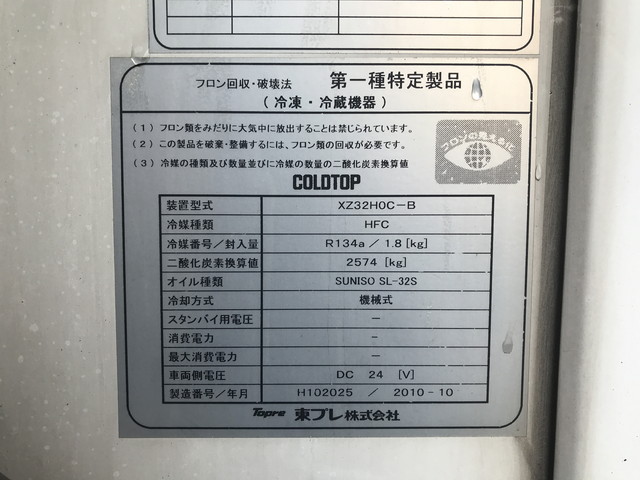 フロン回収・破壊法 第一種特定製品
（冷凍・冷蔵機器）
（1）フロン類をみだりに大気中に放出することは禁じられています。
（2）この製品を廃棄・整備するには、フロン類の回収が必要です。
（3）冷媒の種類及び数量並びに冷媒の数量の二酸化炭素換算値
フロンの見える化
COLDTOP
装置型式 XZ32H0C-B
冷媒種類 HFC
冷媒番号／封入量 R134a ／ 1.8 [kg]
二酸化炭素換算値 2574 [kg]
オイル種類 SUNISO SL-32S
冷却方式 機械式
スタンバイ用電圧 －
消費電力 －
最大消費電力 －
車両側電圧 DC 24 [V]
製造番号／年月 H102025 ／ 2010-10
Topre 東プレ株式会社